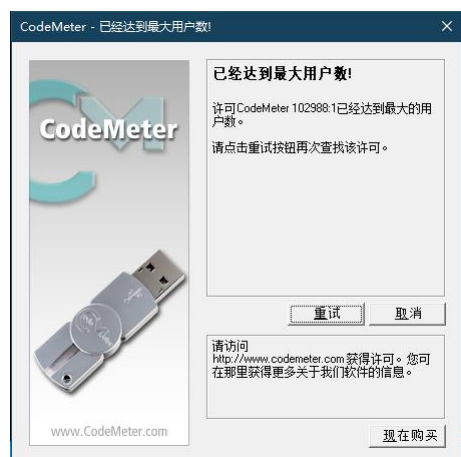 CodeMeter - 已经达到最大用户数!
CodeMeter
已经达到最大用户数!
许可CodeMeter 102988:1已经达到最大的用
户数。
请点击重试按钮再次查找该许可。
重试
取消
请访问
http://www.codemeter.com 获得许可。您可
在那里获得更多关于我们软件的信息。
www.CodeMeter.com
现在购买